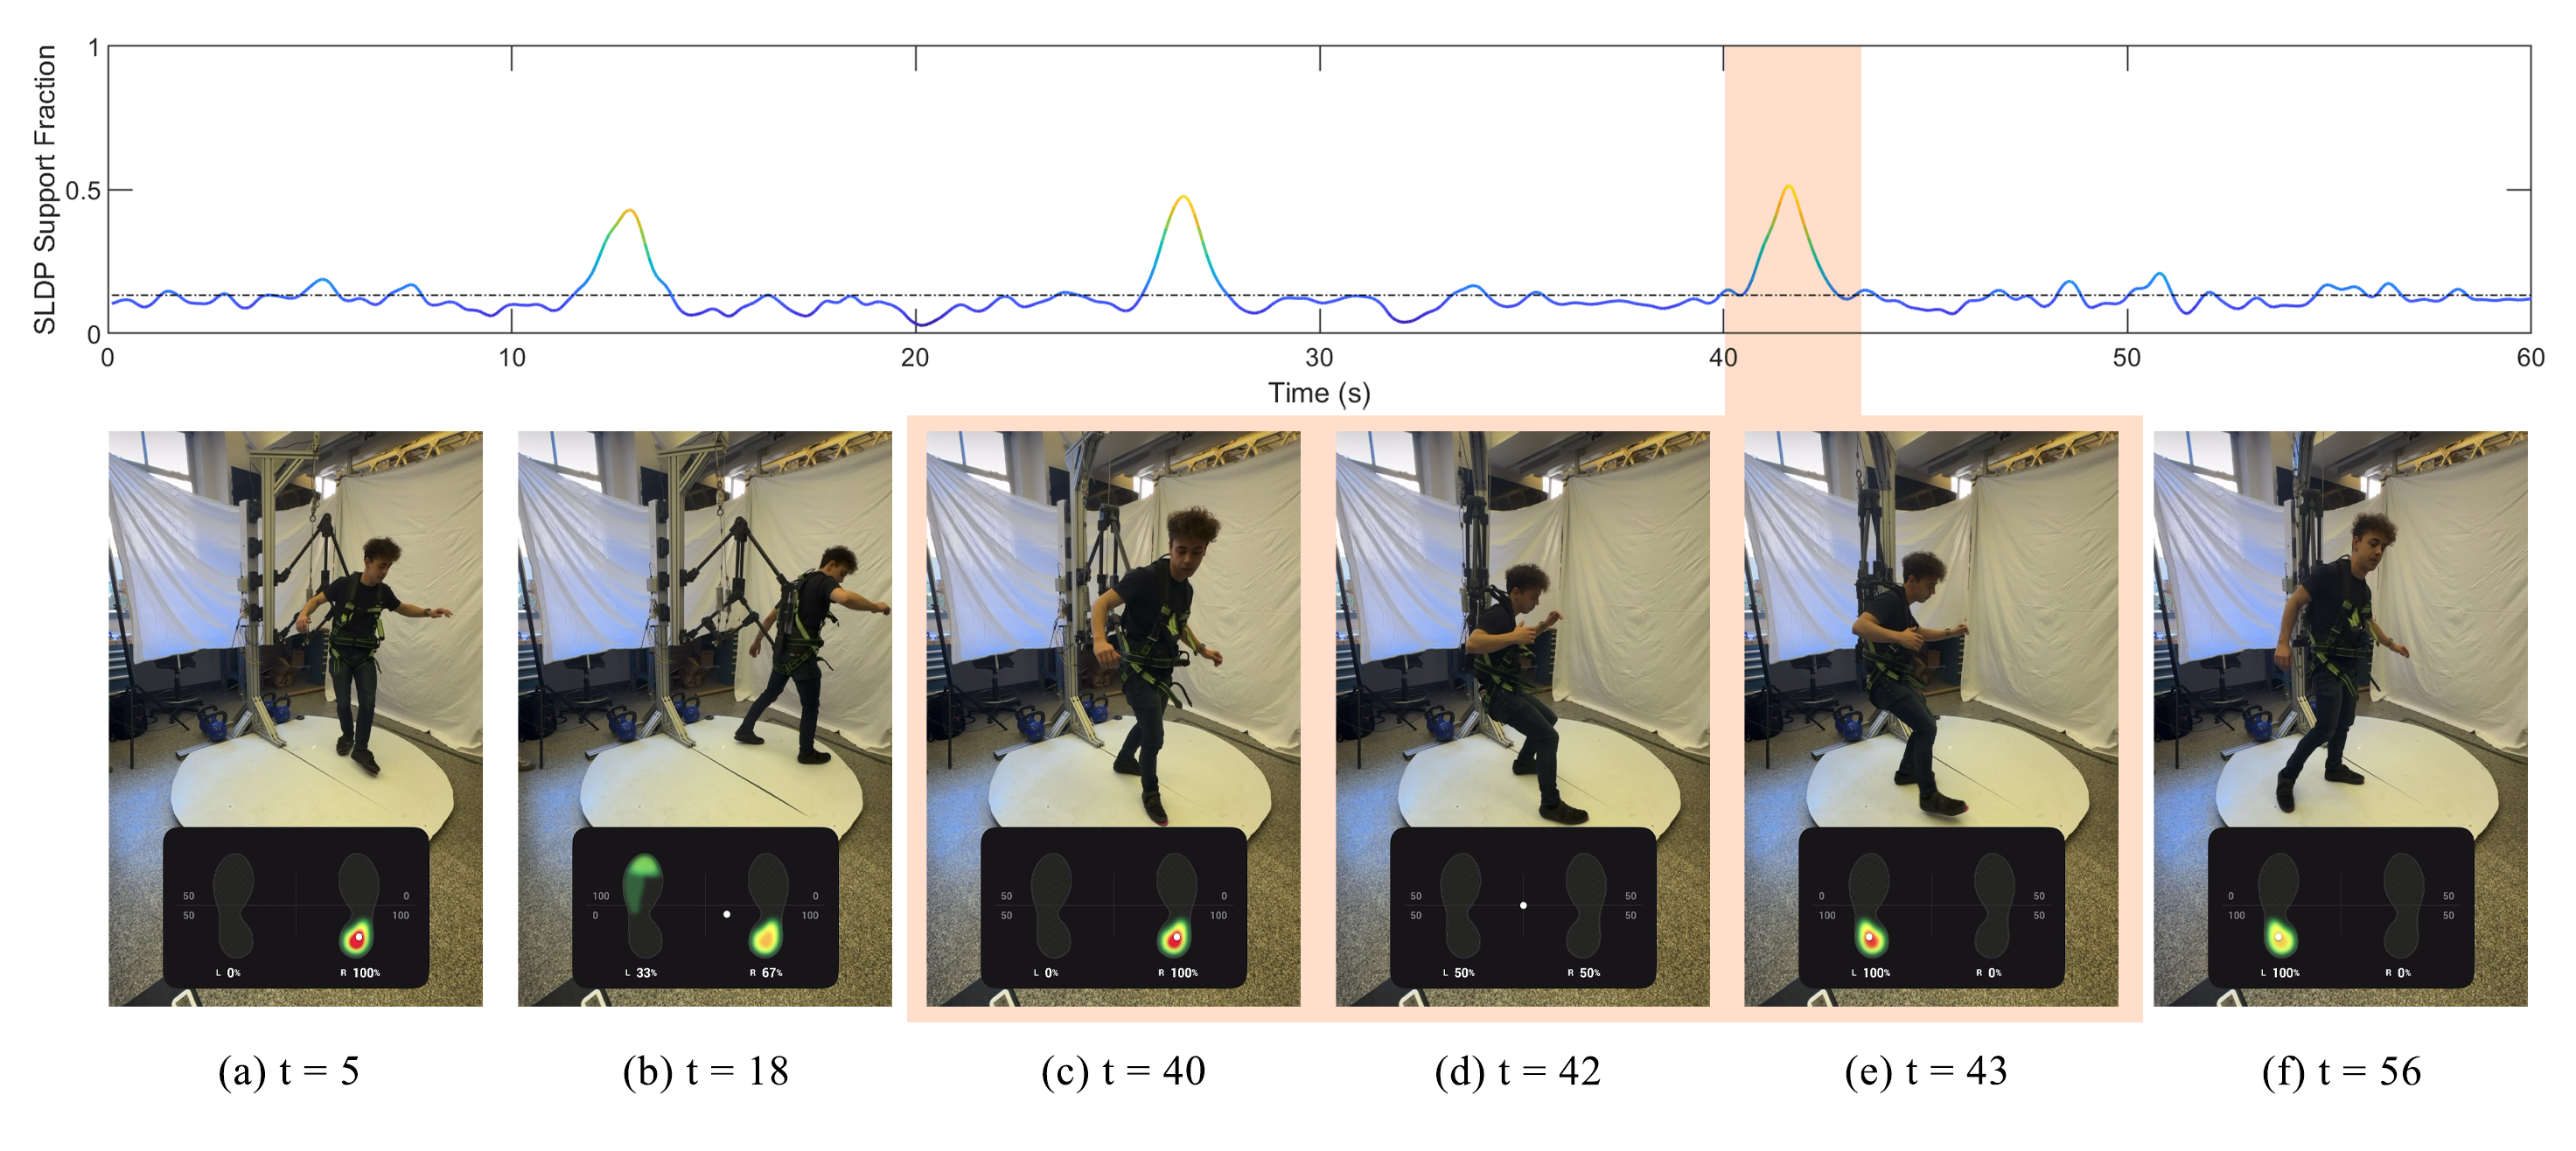 SLDP Support Fraction
1
0.5
0
0 10 20 30 40 50 60
Time (s)
50 0
50 100
L 0% R 100%
100 0
0 100
L 33% R 67%
50 0
50 100
L 0% R 100%
50 50
50 50
L 50% R 50%
0 50
100 50
L 100% R 0%
0 50
100 50
L 100% R 0%
(a) t = 5 (b) t = 18 (c) t = 40 (d) t = 42 (e) t = 43 (f) t = 56